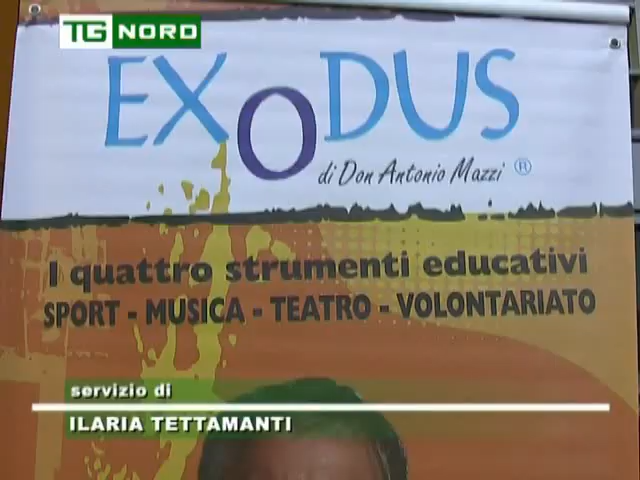 TG NORD
EXODUS
di Don Antonio Mazzi ®
I quattro strumenti educativi
SPORT - MUSICA - TEATRO - VOLONTARIATO
servizio di
ILARIA TETTAMANTI